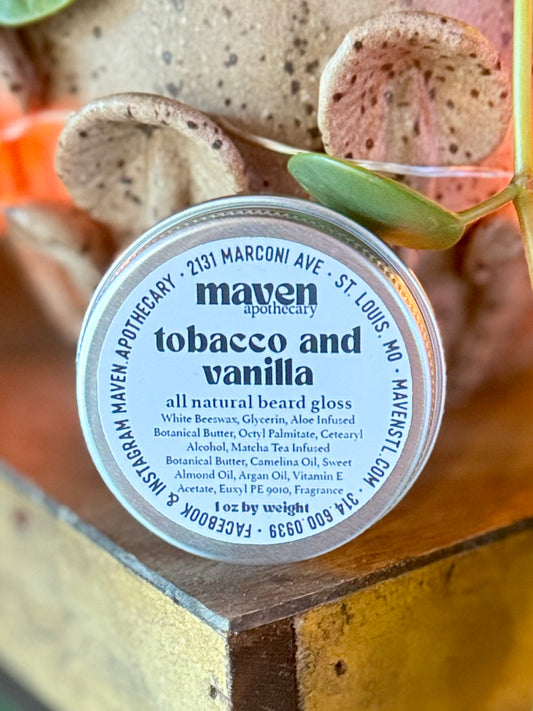 2131 MARCONI AVE • ST. LOUIS, MO • MAVENSTL.COM • 314.600.0939 • FACEBOOK & INSTAGRAM MAVEN.APOTHECARY •
maven
apothecary
tobacco and
vanilla
all natural beard gloss
White Beeswax, Glycerin, Aloe Infused
Botanical Butter, Octyl Palmitate, Cetearyl
Alcohol, Matcha Tea Infused
Botanical Butter, Camelina Oil, Sweet
Almond Oil, Argan Oil, Vitamin E
Acetate, Euxyl PE 9010, Fragrance
1 oz by weight